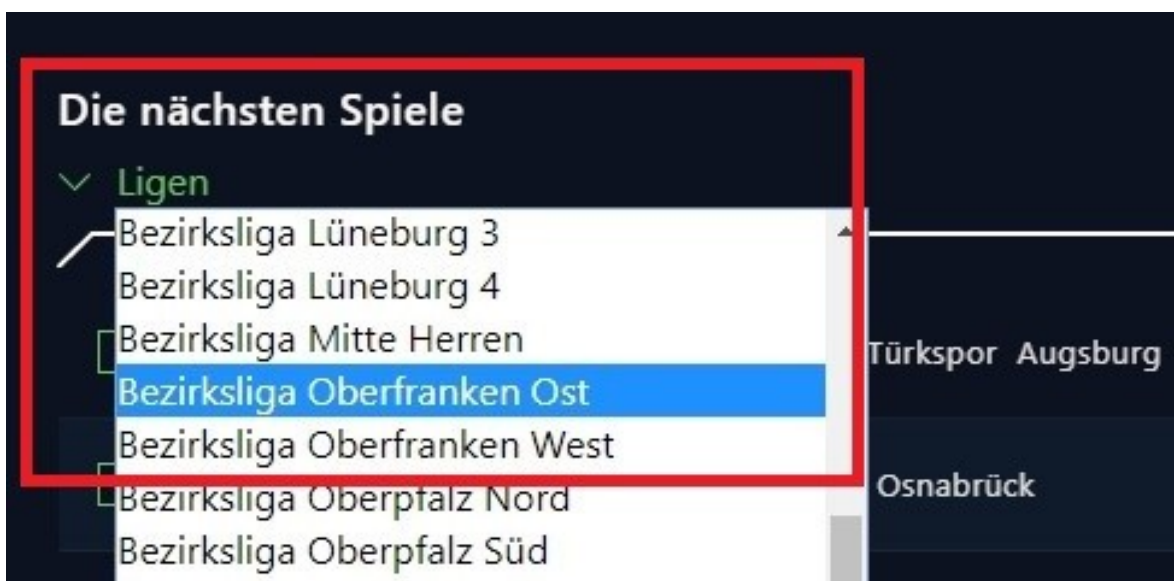 Die nächsten Spiele
Ligen
Bezirksliga Lüneburg 3
Bezirksliga Lüneburg 4
Bezirksliga Mitte Herren
Türkspor Augsburg
Bezirksliga Oberfranken Ost
Bezirksliga Oberfranken West
Osnabrück
Bezirksliga Oberpfalz Nord
Bezirksliga Oberpfalz Süd